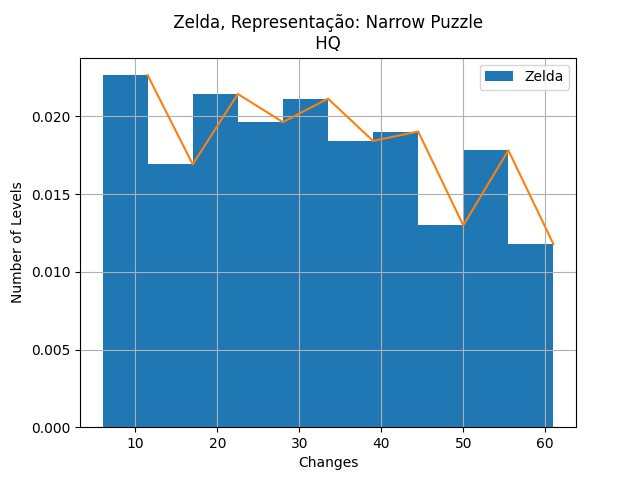 Zelda, Representação: Narrow Puzzle
HQ
Zelda
Number of Levels
0.020
0.015
0.010
0.005
0.000
10 20 30 40 50 60
Changes